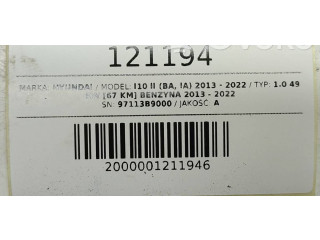 121194
MARKA: HYUNDAI / MODEL: I10 II (BA, IA) 2013 - 2022 / TYP: 1.0 49
[67 KM] BENZYNA 2013 - 2022
SN: 97113B9000 / JAKOŚĆ: A
2000001211946